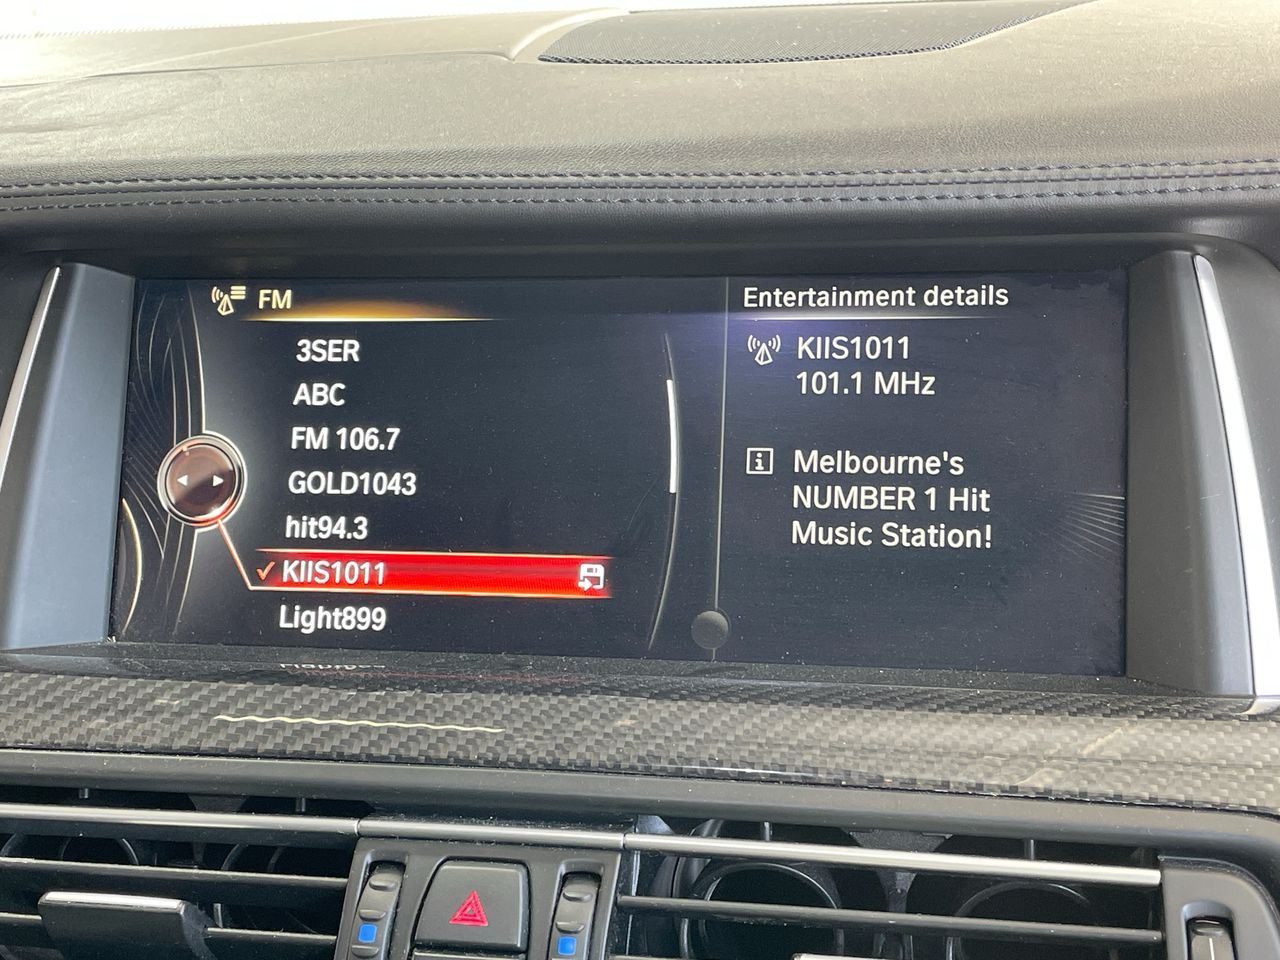 FM
3SER
ABC
FM 106.7
GOLD1043
hit94.3
KIIS1011
Light899
Entertainment details
KIIS1011
101.1 MHz
Melbourne's
NUMBER 1 Hit
Music Station!